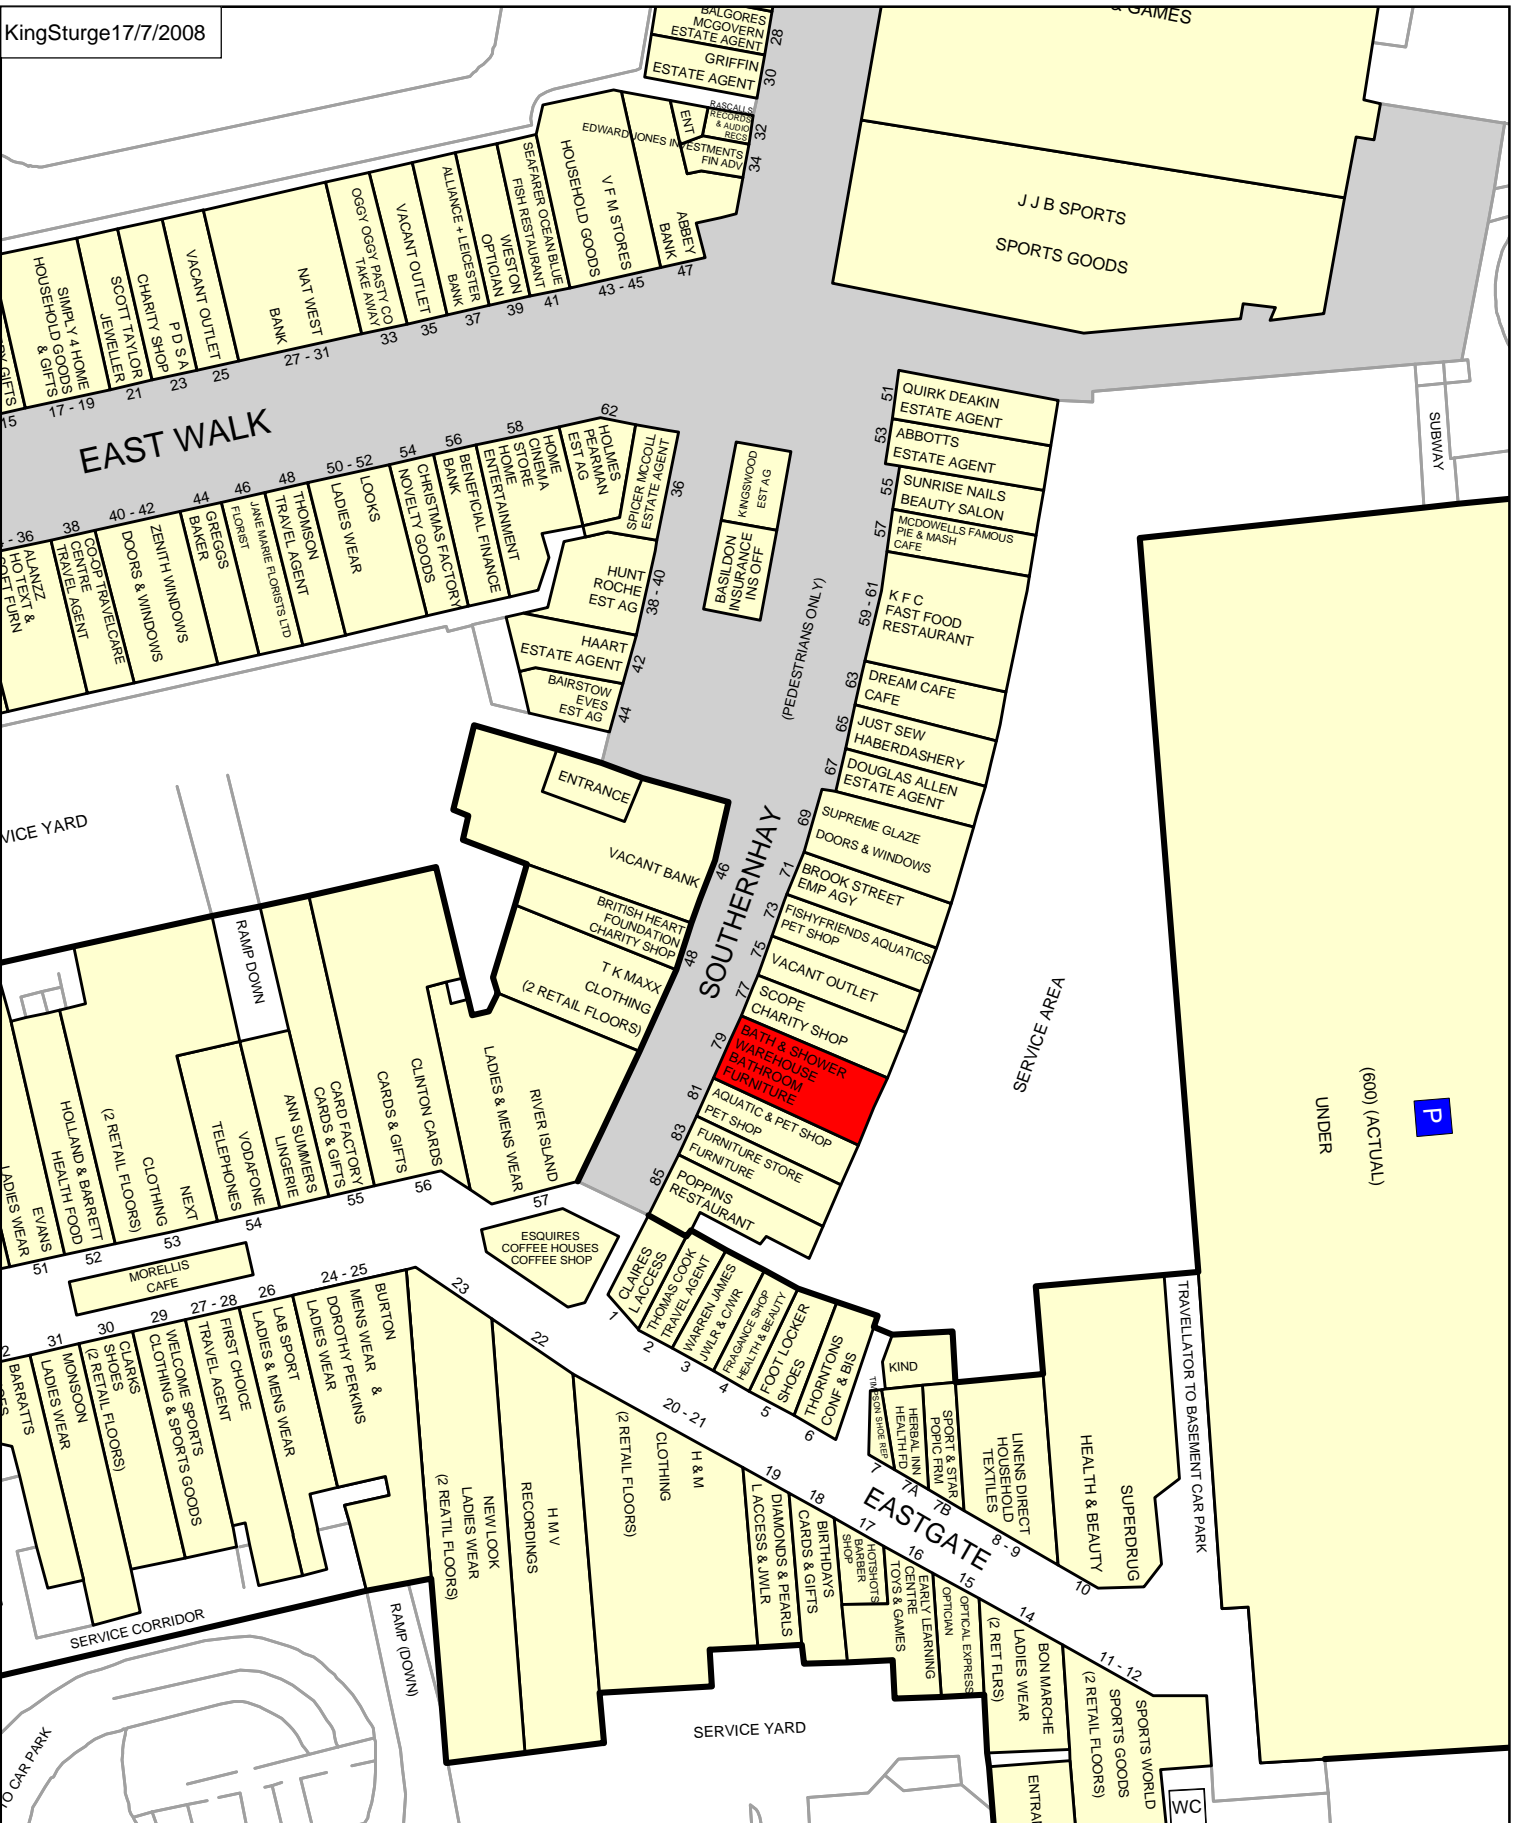 KingSturge17/7/2008
BALGORES
MCGOVERN
ESTATE AGENT
28
GRIFFIN
ESTATE AGENT
30
RASCALLS
RECORDS
& AUDIO
RECS
32
ENT
EDWARD JONES INVESTMENTS
FIN ADV
34
& GAMES
J J B SPORTS
SPORTS GOODS
15
SIMPLY 4 HOME
HOUSEHOLD GOODS
& GIFTS
17 - 19
SCOTT TAYLOR
JEWELLER
21
P D S A
CHARITY SHOP
23
VACANT OUTLET
25
NAT WEST
BANK
27 - 31
OGGY OGGY PASTY CO
TAKE AWAY
33
VACANT OUTLET
35
ALLIANCE + LEICESTER
BANK
37
WESTON
OPTICIAN
39
SEAFARER OCEAN BLUE
FISH RESTAURANT
41
V F M STORES
HOUSEHOLD GOODS
43 - 45
ABBEY
BANK
47
EAST WALK
- 36
ALANZZ
HO TEXT &
SOFT FURN
38
CO-OP TRAVELCARE
CENTRE
TRAVEL AGENT
40 - 42
ZENITH WINDOWS
DOORS & WINDOWS
44
GREGGS
BAKER
46
JANE MARIE FLORISTS LTD
FLORIST
48
THOMSON
TRAVEL AGENT
50 - 52
LOOKS
LADIES WEAR
54
CHRISTMAS FACTORY
NOVELTY GOODS
56
BENEFICIAL FINANCE
BANK
58
HOME
CINEMA
STORE
HOME
ENTERTAINMENT
62
HOLMES
PEARMAN
EST AG
SPICER MCCOLL
ESTATE AGENT
36
HUNT
ROCHE
EST AG
38 - 40
HAART
ESTATE AGENT
42
BAIRSTOW
EVES
EST AG
44
KINGSWOOD
EST AG
BASILDON
INSURANCE
INS OFF
(PEDESTRIANS ONLY)
51
QUIRK DEAKIN
ESTATE AGENT
53
ABBOTTS
ESTATE AGENT
55
SUNRISE NAILS
BEAUTY SALON
57
MCDOWELLS FAMOUS
PIE & MASH
CAFE
59 - 61
K F C
FAST FOOD
RESTAURANT
63
DREAM CAFE
CAFE
65
JUST SEW
HABERDASHERY
67
DOUGLAS ALLEN
ESTATE AGENT
69
SUPREME GLAZE
DOORS & WINDOWS
71
BROOK STREET
EMP AGY
73
FISHYFRIENDS AQUATICS
PET SHOP
75
VACANT OUTLET
77
SCOPE
CHARITY SHOP
79
BATH & SHOWER
WAREHOUSE
BATHROOM
FURNITURE
81
AQUATIC & PET SHOP
PET SHOP
83
FURNITURE STORE
FURNITURE
85
POPPINS
RESTAURANT
SUBWAY
SERVICE AREA
UNDER
(600) (ACTUAL)
P
SOUTHERNHAY
ENTRANCE
VACANT BANK
46
BRITISH HEART
FOUNDATION
CHARITY SHOP
48
T K MAXX
CLOTHING
(2 RETAIL FLOORS)
VICE YARD
RAMP DOWN
EVANS
LADIES WEAR
51
HOLLAND & BARRETT
HEALTH FOOD
52
NEXT
CLOTHING
(2 RETAIL FLOORS)
53
VODAFONE
TELEPHONES
54
ANN SUMMERS
LINGERIE
CARD FACTORY
CARDS & GIFTS
55
CLINTON CARDS
CARDS & GIFTS
56
RIVER ISLAND
LADIES & MENS WEAR
57
MORELLIS
CAFE
ESQUIRES
COFFEE HOUSES
COFFEE SHOP
BARRATTS
31
MONSOON
LADIES WEAR
30
CLARKS
SHOES
(2 RETAIL FLOORS)
29
WELCOME SPORTS
CLOTHING & SPORTS GOODS
27 - 28
FIRST CHOICE
TRAVEL AGENT
26
LAB SPORT
LADIES & MENS WEAR
24 - 25
BURTON
MENS WEAR &
DOROTHY PERKINS
LADIES WEAR
23
NEW LOOK
LADIES WEAR
(2 REATIL FLOORS)
22
H M V
RECORDINGS
20 - 21
H & M
CLOTHING
(2 RETAIL FLOORS)
19
DIAMONDS & PEARLS
L ACCESS & JWLR
18
BIRTHDAYS
CARDS & GIFTS
17
HOTSHOTS
BARBER
SHOP
16
EARLY LEARNING
CENTRE
TOYS & GAMES
15
OPTICAL EXPRESS
OPTICIAN
14
BON MARCHE
LADIES WEAR
(2 RET FLRS)
11 - 12
SPORTS WORLD
SPORTS GOODS
(2 RETAIL FLOORS)
EASTGATE
1
CLAIRES
L ACCESS
2
THOMAS COOK
TRAVEL AGENT
3
WARREN JAMES
JWLR & C/WR
4
FRAGANCE SHOP
HEALTH & BEAUTY
5
FOOT LOCKER
SHOES
6
THORNTONS
CONF & BIS
KIND
7
TIMPSON SHOE REP
7A
HERBAL INN
HEALTH FD
7B
SPORT & STAR
POPIC FRM
8 - 9
LINENS DIRECT
HOUSEHOLD
TEXTILES
10
SUPERDRUG
HEALTH & BEAUTY
TRAVELLATOR TO BASEMENT CAR PARK
SERVICE CORRIDOR
RAMP (DOWN)
TO CAR PARK
SERVICE YARD
WC